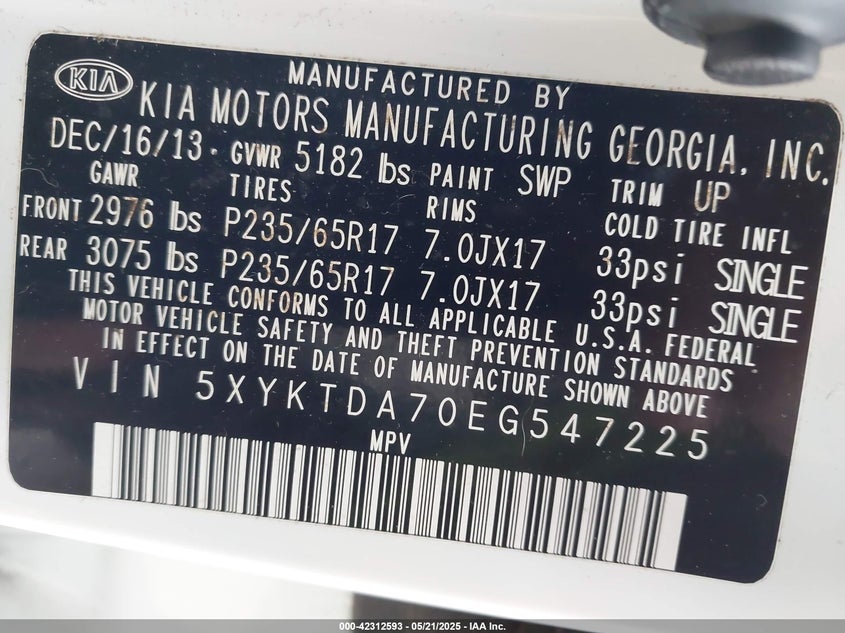 KIA
MANUFACTURED BY
KIA MOTORS MANUFACTURING GEORGIA, INC.
DEC/16/13 · GVWR 5182 lbs PAINT SWP TRIM UP
GAWR TIRES RIMS COLD TIRE INFL
FRONT 2976 lbs P235/65R17 7.0JX17 33psi SINGLE
REAR 3075 lbs P235/65R17 7.0JX17 33psi SINGLE
THIS VEHICLE CONFORMS TO ALL APPLICABLE U.S.A. FEDERAL
MOTOR VEHICLE SAFETY AND THEFT PREVENTION STANDARDS
IN EFFECT ON THE DATE OF MANUFACTURE SHOWN ABOVE
VIN 5XYKTDA70EG547225
MPV
000-42312593 - 05/21/2025 - IAA Inc.